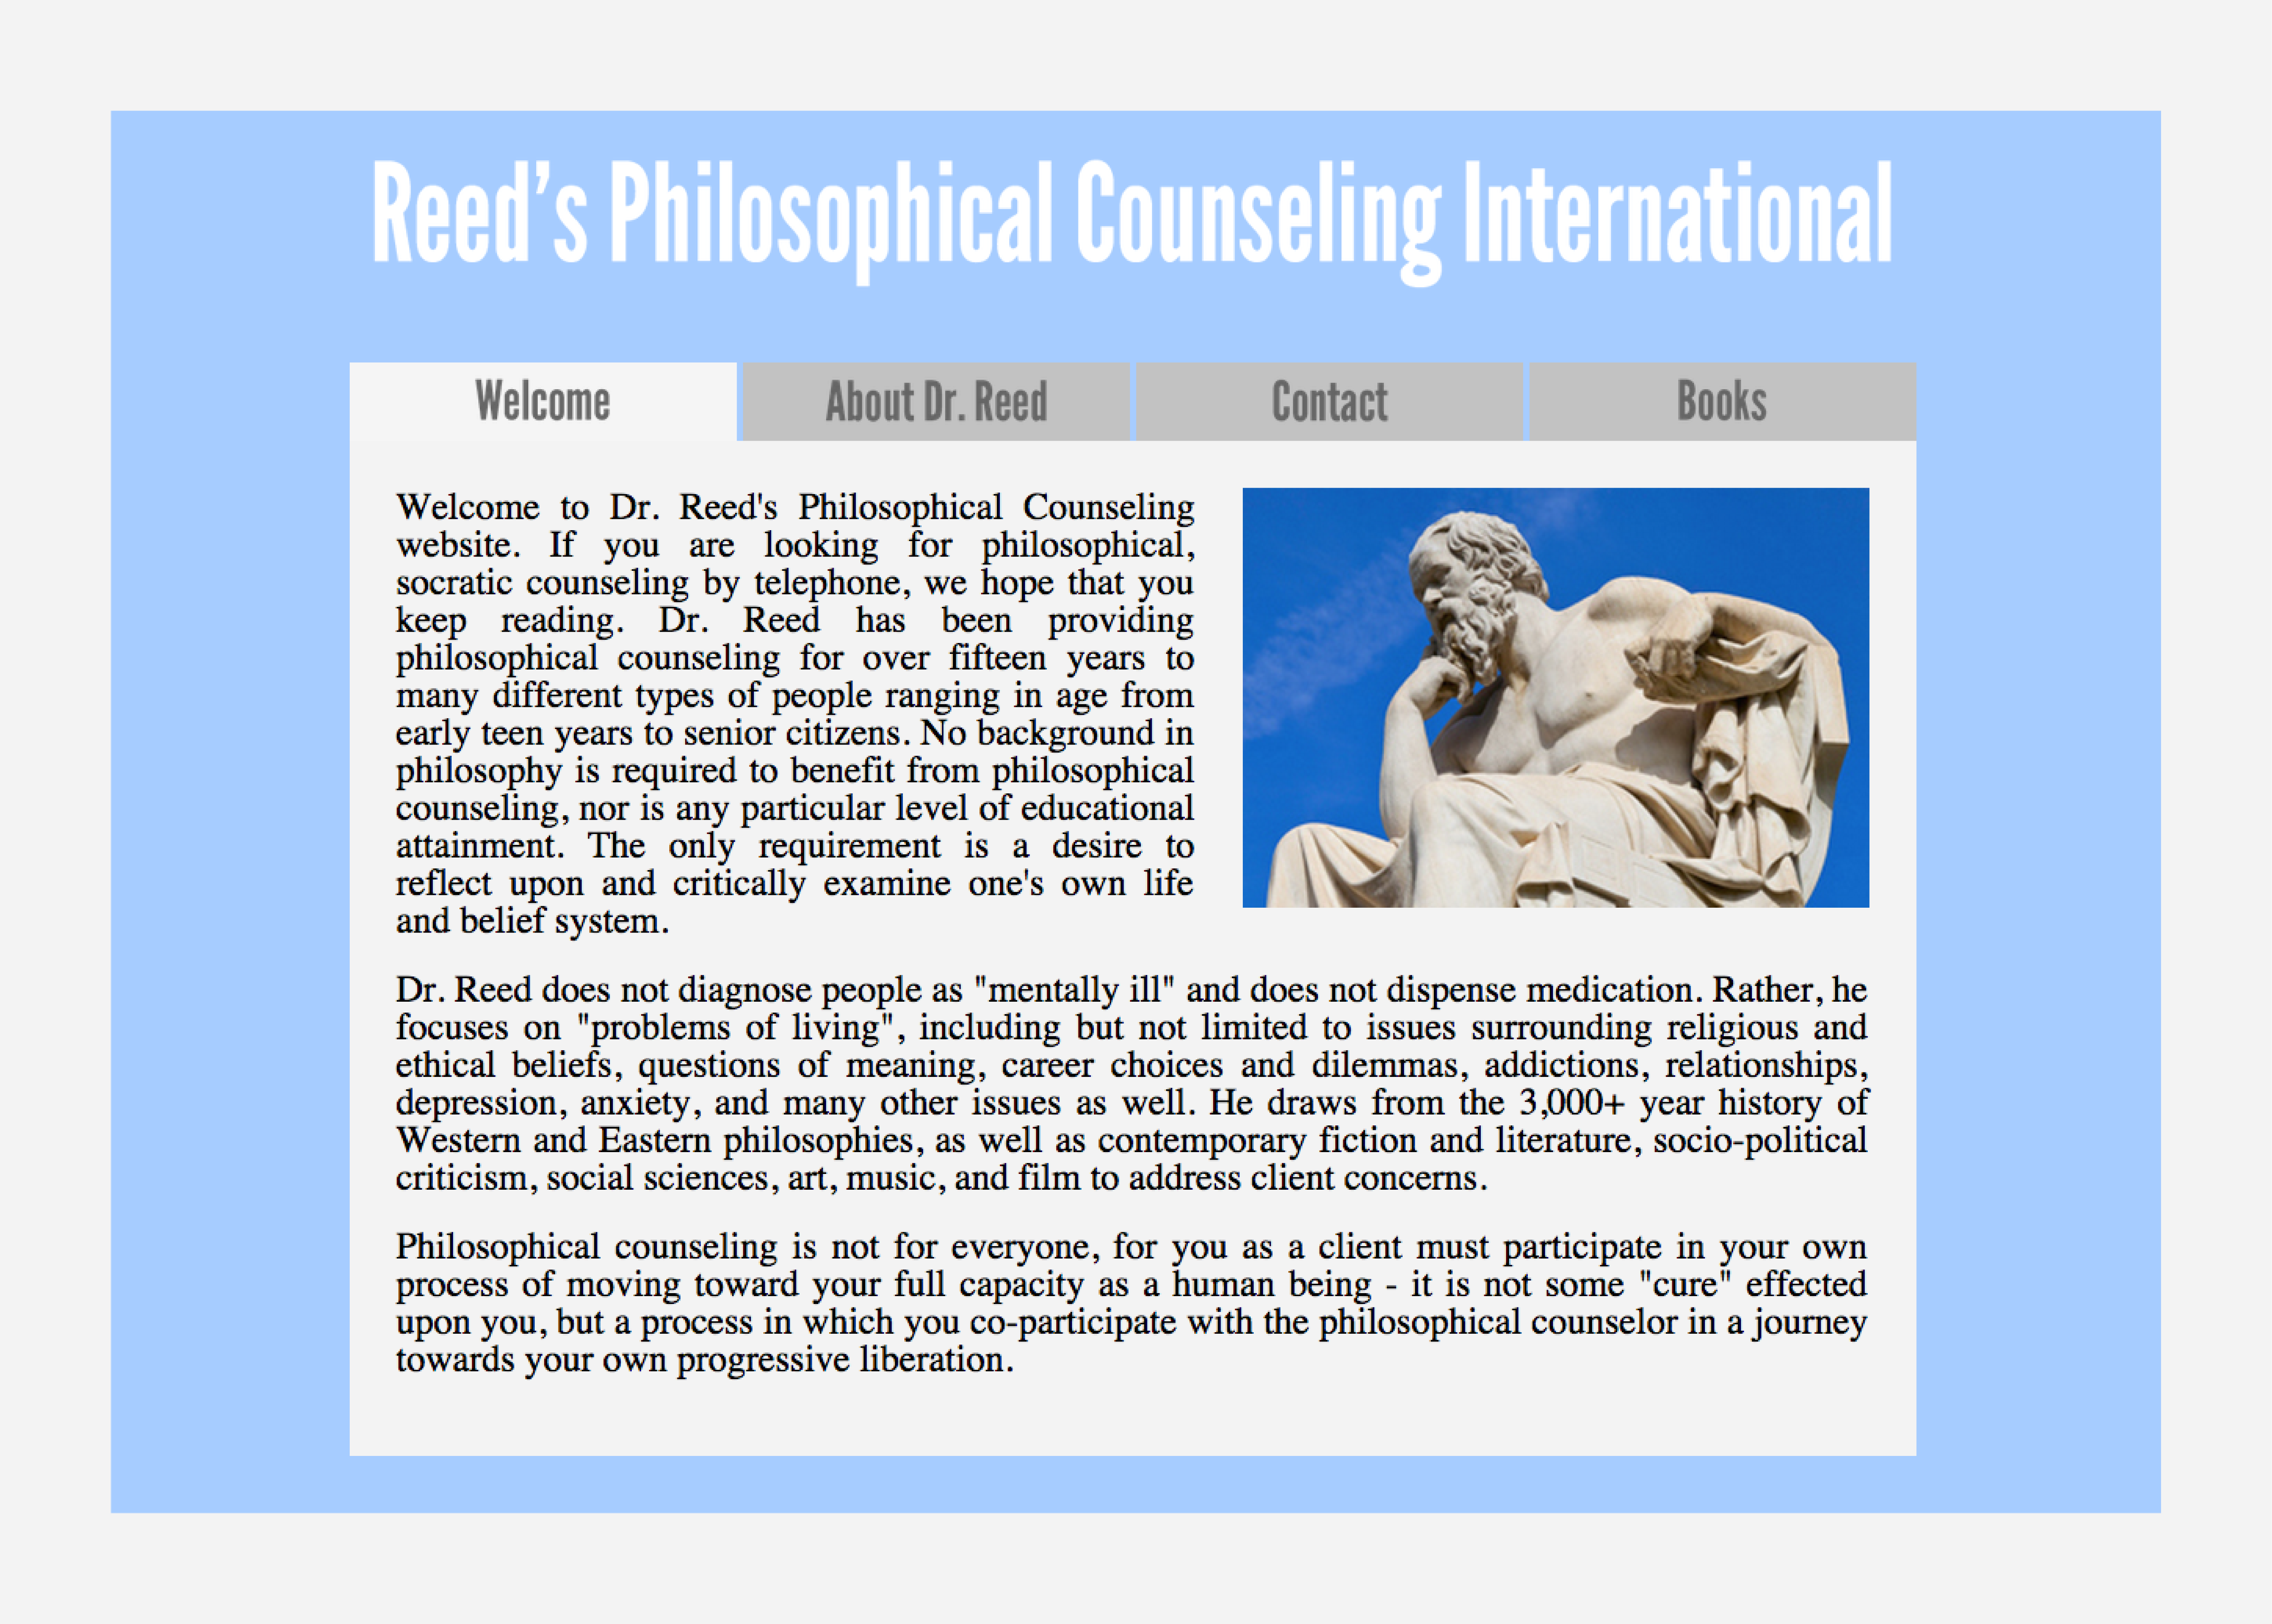 Reed’s Philosophical Counseling International
Welcome
About Dr. Reed
Contact
Books
Welcome to Dr. Reed's Philosophical Counseling
website. If you are looking for philosophical,
socratic counseling by telephone, we hope that you
keep reading. Dr. Reed has been providing
philosophical counseling for over fifteen years to
many different types of people ranging in age from
early teen years to senior citizens. No background in
philosophy is required to benefit from philosophical
counseling, nor is any particular level of educational
attainment. The only requirement is a desire to
reflect upon and critically examine one's own life
and belief system.
Dr. Reed does not diagnose people as "mentally ill" and does not dispense medication. Rather, he
focuses on "problems of living", including but not limited to issues surrounding religious and
ethical beliefs, questions of meaning, career choices and dilemmas, addictions, relationships,
depression, anxiety, and many other issues as well. He draws from the 3,000+ year history of
Western and Eastern philosophies, as well as contemporary fiction and literature, socio-political
criticism, social sciences, art, music, and film to address client concerns.
Philosophical counseling is not for everyone, for you as a client must participate in your own
process of moving toward your full capacity as a human being - it is not some "cure" effected
upon you, but a process in which you co-participate with the philosophical counselor in a journey
towards your own progressive liberation.